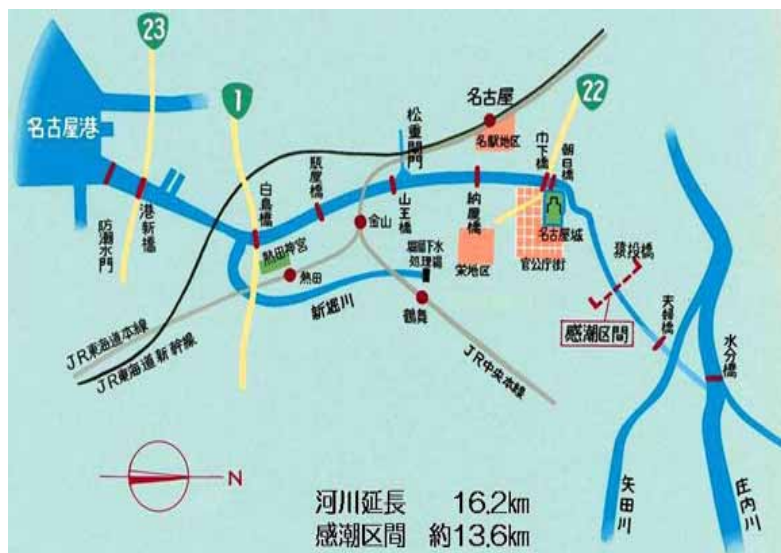 23
1
22
名古屋港
防潮水門
港新橋
白鳥橋
瓶屋橋
松重閘門
山王橋
名古屋
名駅地区
納屋橋
巾下橋
朝日橋
名古屋城
官公庁街
栄地区
金山
熱田神宮
熱田
堀留下水
処理場
新堀川
鶴舞
猿投橋
感潮区間
夫婦橋
水分橋
JR東海道本線
JR東海道新幹線
JR中央本線
矢田川
庄内川
N
河川延長 16.2km
感潮区間 約13.6km